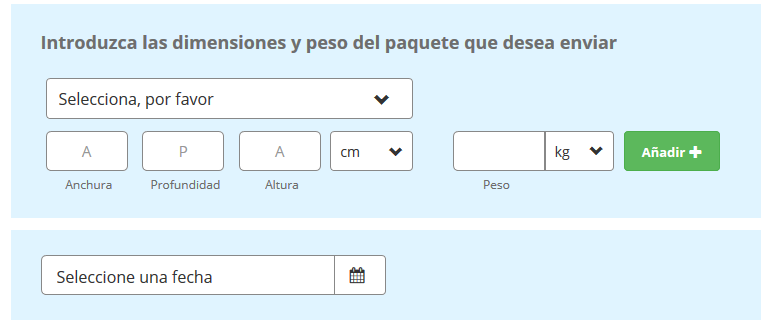 Introduzca las dimensiones y peso del paquete que desea enviar
Selecciona, por favor
A P A cm kg Añadir
Anchura Profundidad Altura Peso
Seleccione una fecha